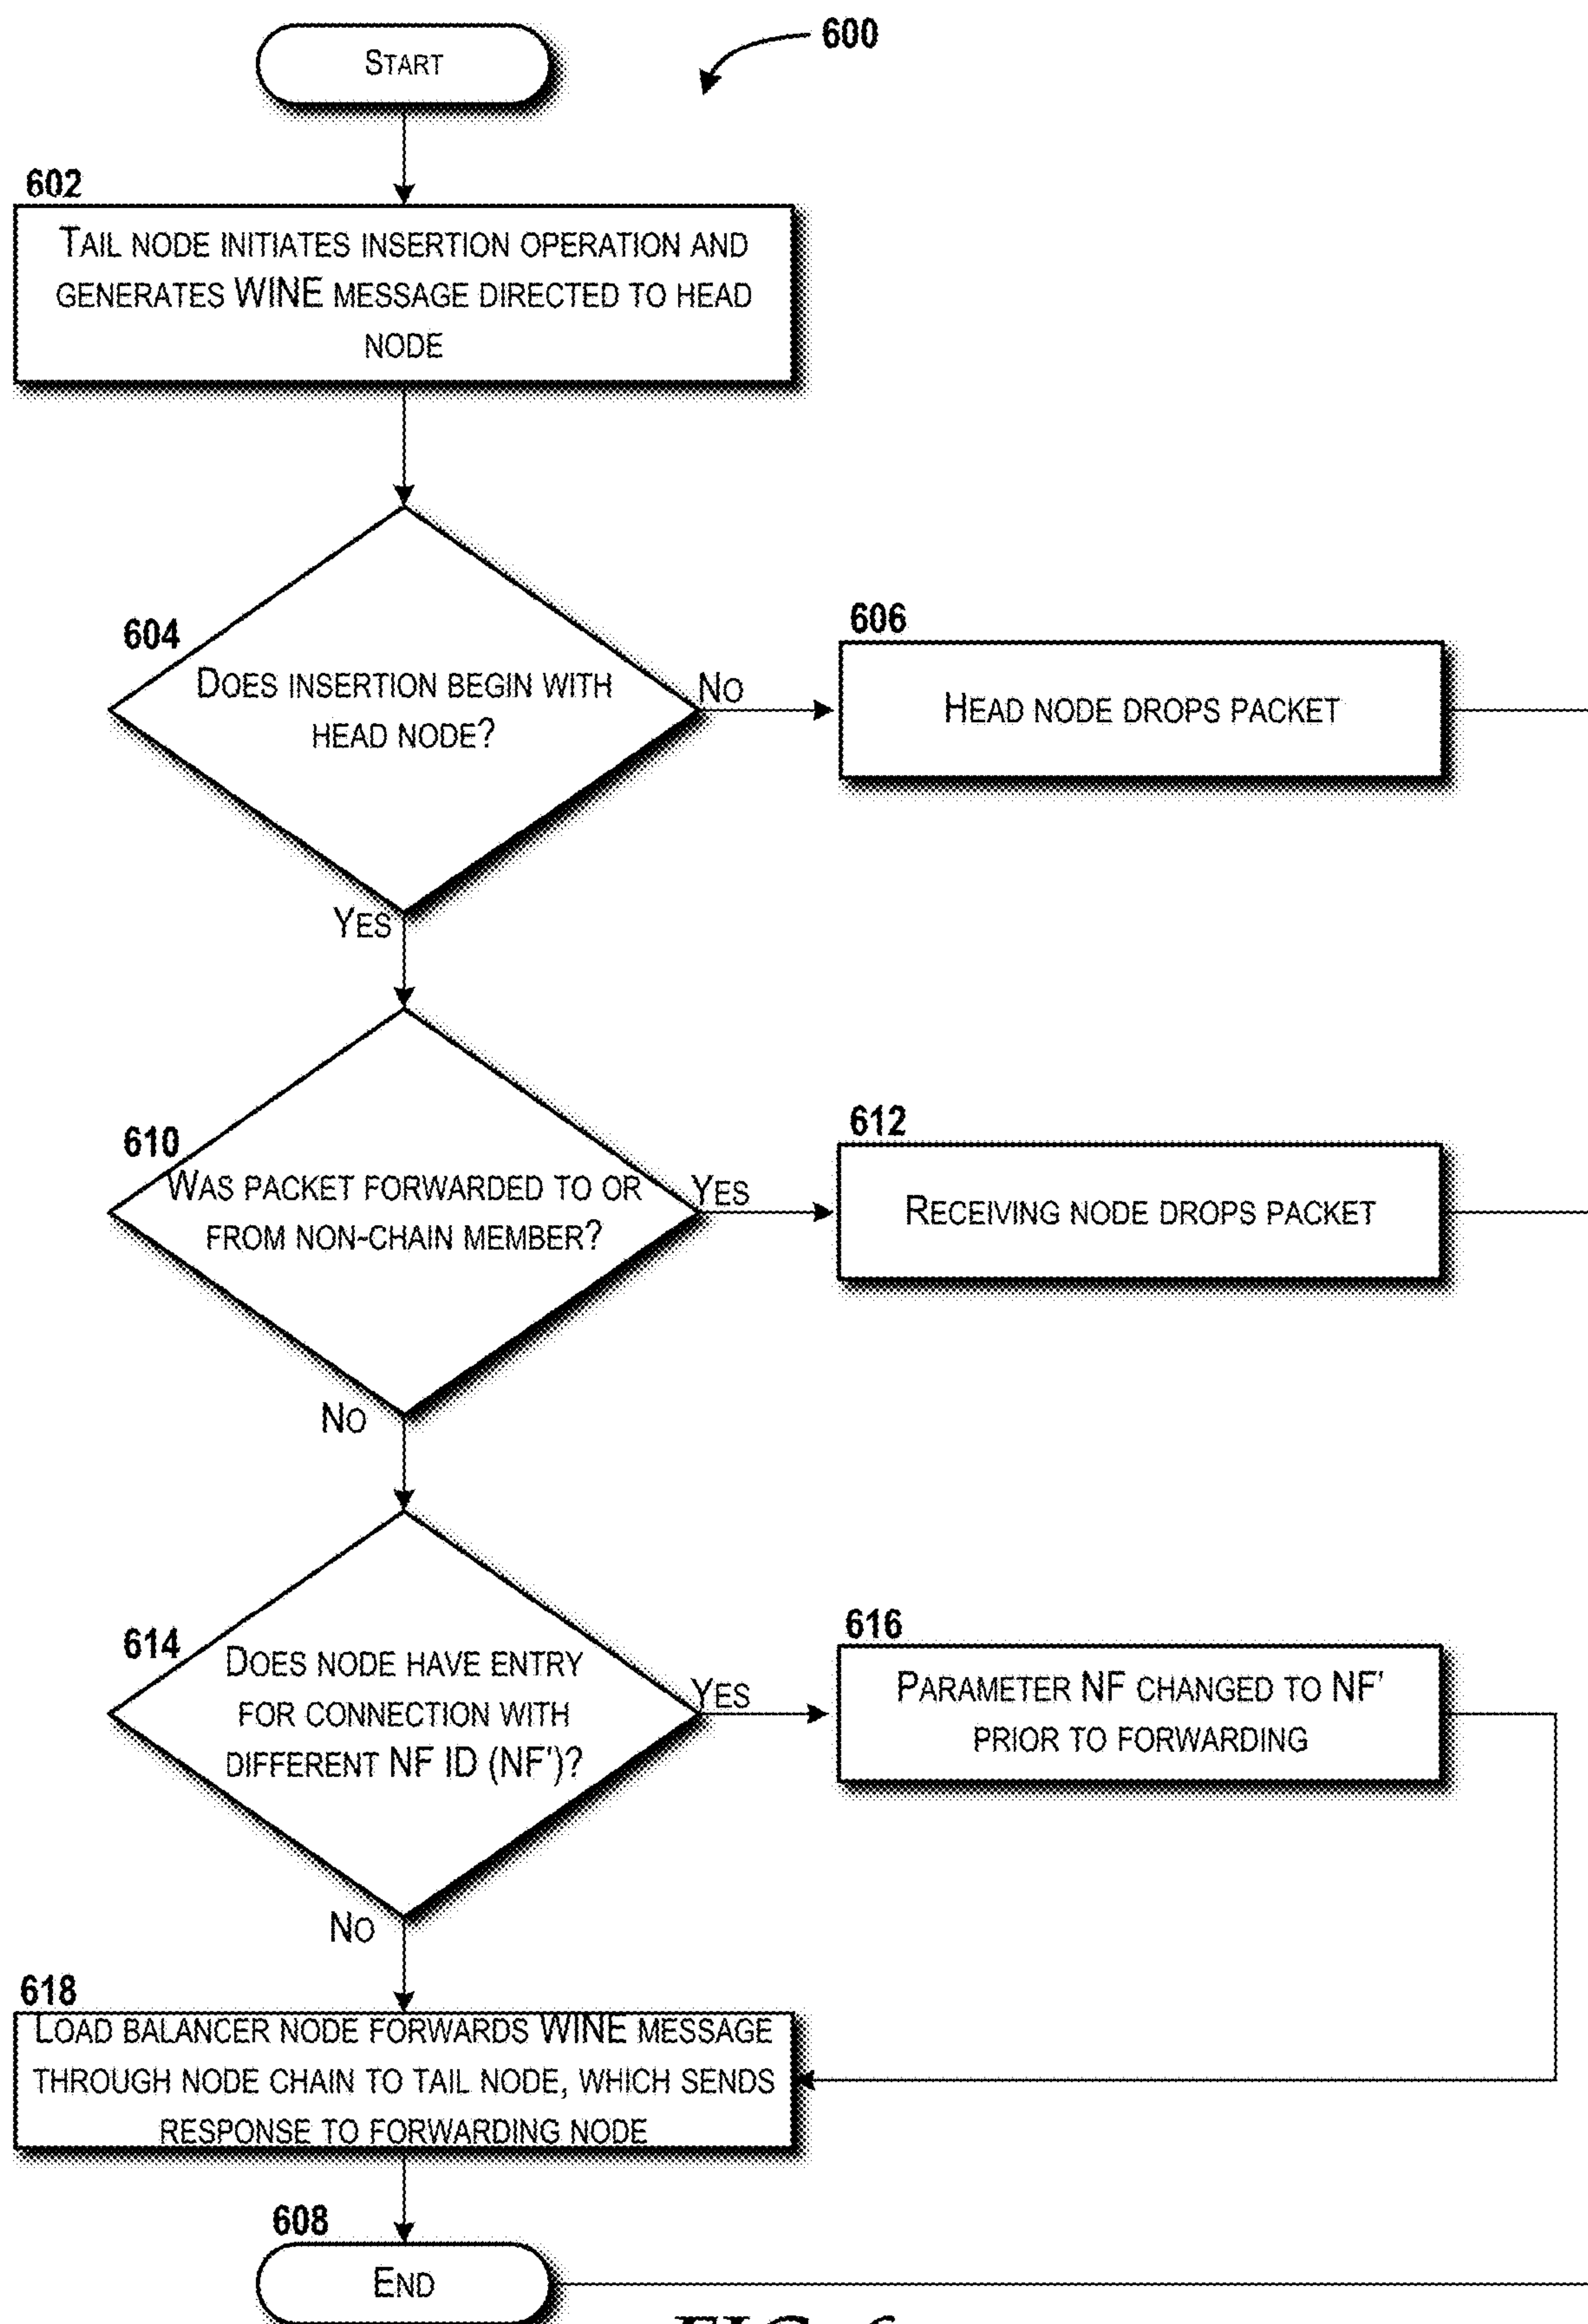 START
600
602
TAIL NODE INITIATES INSERTION OPERATION AND
GENERATES WINE MESSAGE DIRECTED TO HEAD
NODE
604
DOES INSERTION BEGIN WITH
HEAD NODE?
NO
606
HEAD NODE DROPS PACKET
YES
610
WAS PACKET FORWARDED TO OR
FROM NON-CHAIN MEMBER?
YES
612
RECEIVING NODE DROPS PACKET
NO
614
DOES NODE HAVE ENTRY
FOR CONNECTION WITH
DIFFERENT NF ID (NF')?
YES
616
PARAMETER NF CHANGED TO NF'
PRIOR TO FORWARDING
NO
618
LOAD BALANCER NODE FORWARDS WINE MESSAGE
THROUGH NODE CHAIN TO TAIL NODE, WHICH SENDS
RESPONSE TO FORWARDING NODE
608
END